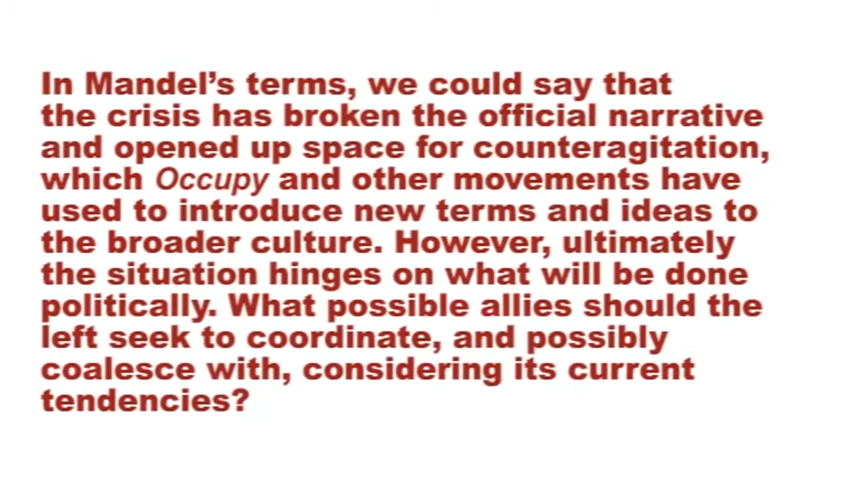 In Mandel’s terms, we could say that
the crisis has broken the official narrative
and opened up space for counteragitation,
which Occupy and other movements have
used to introduce new terms and ideas to
the broader culture. However, ultimately
the situation hinges on what will be done
politically. What possible allies should the
left seek to coordinate, and possibly
coalesce with, considering its current
tendencies?